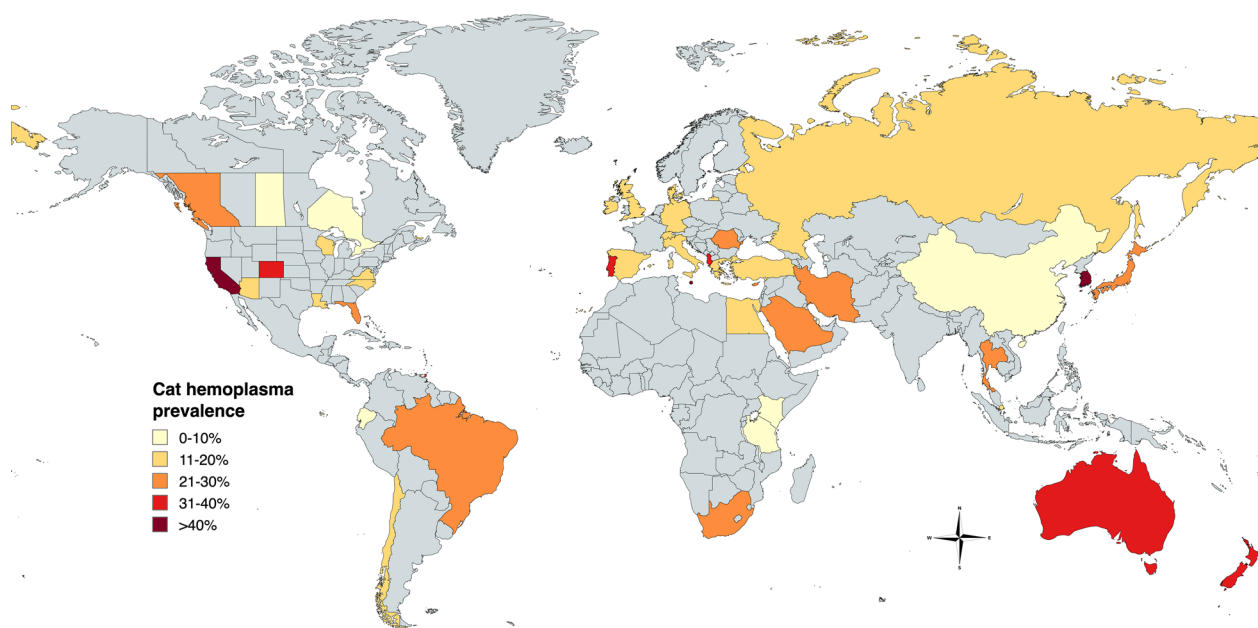 Cat hemoplasma
prevalence
0-10%
11-20%
21-30%
31-40%
>40%
N
W E
S